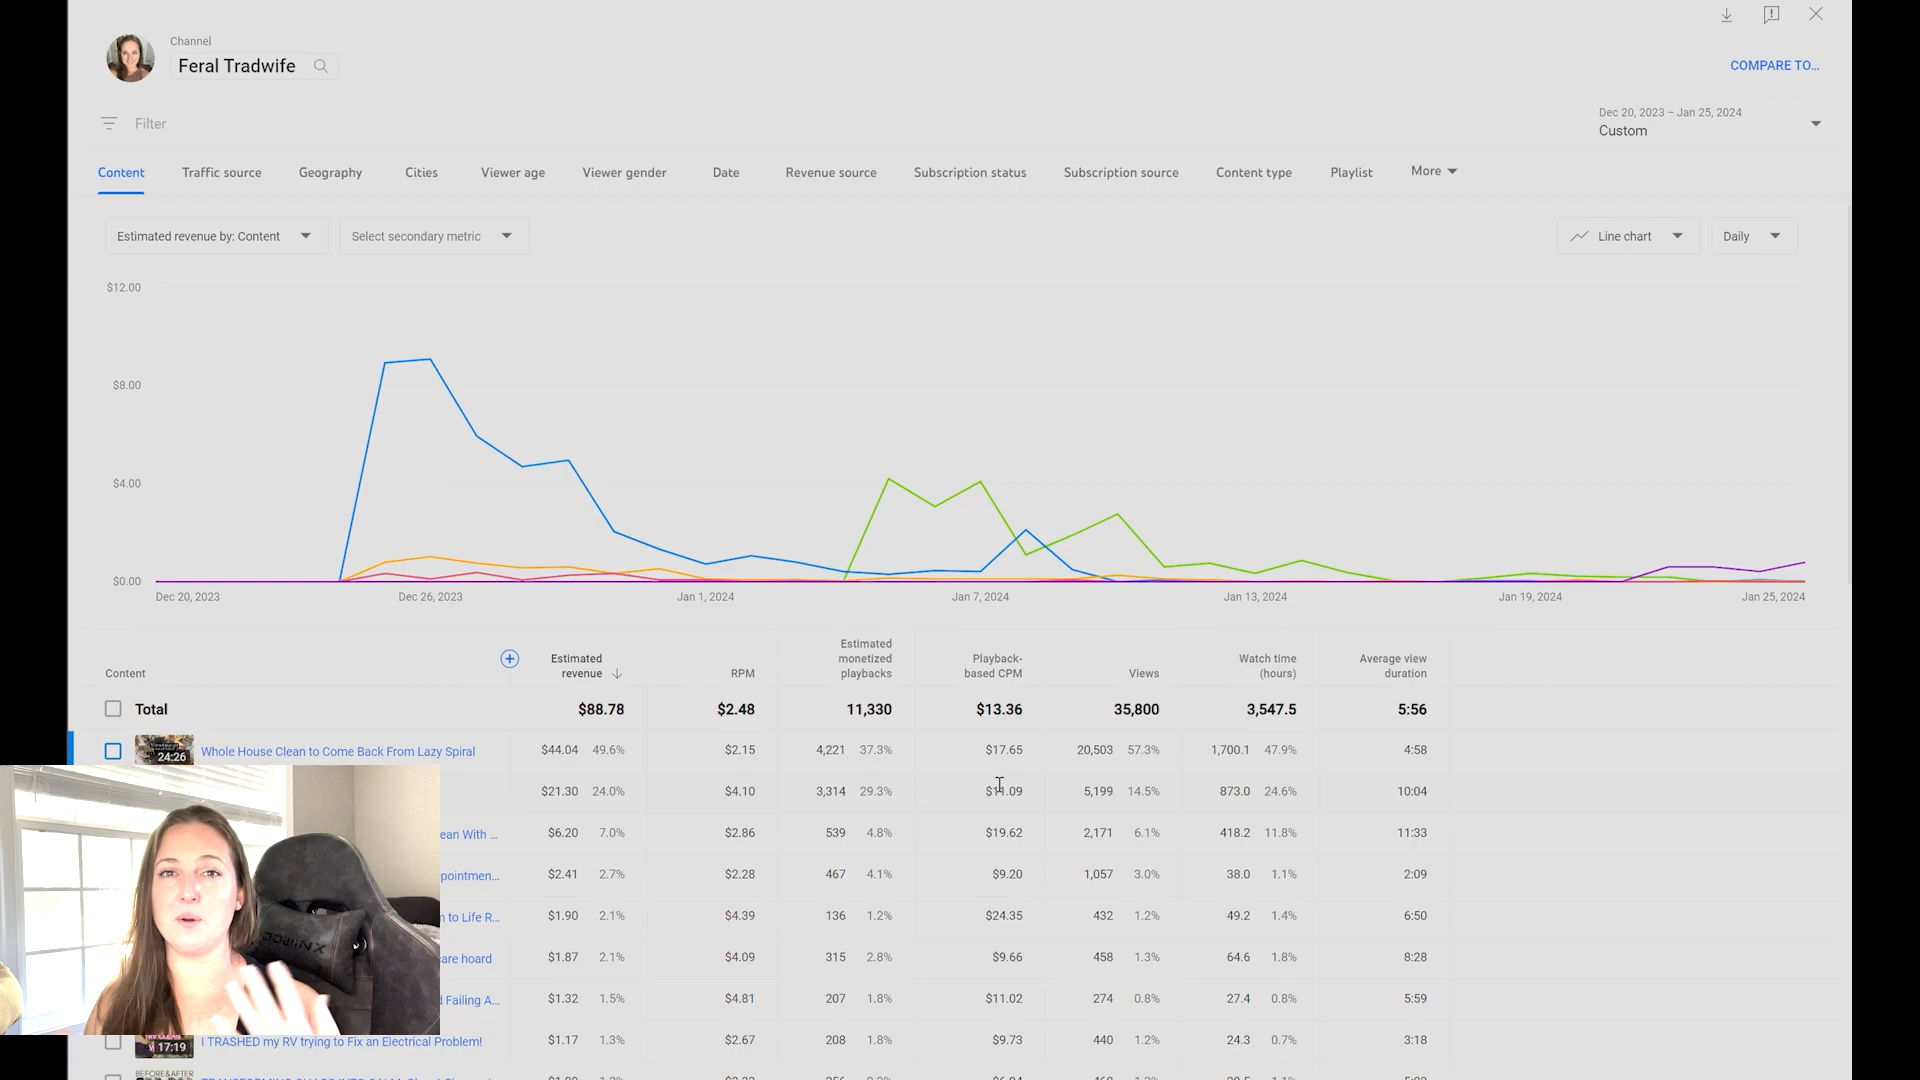 Channel
Feral Tradwife
COMPARE TO...
Filter
Dec 20, 2023 – Jan 25, 2024
Custom
Content Traffic source Geography Cities Viewer age Viewer gender Date Revenue source Subscription status Subscription source Content type Playlist More
Estimated revenue by: Content Select secondary metric Line chart Daily
$12.00
$8.00
$4.00
$0.00
Dec 20, 2023 Dec 26, 2023 Jan 1, 2024 Jan 7, 2024 Jan 13, 2024 Jan 19, 2024 Jan 25, 2024
Content Estimated revenue RPM Estimated monetized playbacks Playback-based CPM Views Watch time (hours) Average view duration
Total $88.78 $2.48 11,330 $13.36 35,800 3,547.5 5:56
24:26 Whole House Clean to Come Back From Lazy Spiral $44.04 49.6% $2.15 4,221 37.3% $17.65 20,503 57.3% 1,700.1 47.9% 4:58
$21.30 24.0% $4.10 3,314 29.3% $11.09 5,199 14.5% 873.0 24.6% 10:04
ean With ... $6.20 7.0% $2.86 539 4.8% $19.62 2,171 6.1% 418.2 11.8% 11:33
pointmen... $2.41 2.7% $2.28 467 4.1% $9.20 1,057 3.0% 38.0 1.1% 2:09
to Life R... $1.90 2.1% $4.39 136 1.2% $24.35 432 1.2% 49.2 1.4% 6:50
are hoard $1.87 2.1% $4.09 315 2.8% $9.66 458 1.3% 64.6 1.8% 8:28
Failing A... $1.32 1.5% $4.81 207 1.8% $11.02 274 0.8% 27.4 0.8% 5:59
17:19 I TRASHED my RV trying to Fix an Electrical Problem! $1.17 1.3% $2.67 208 1.8% $9.73 440 1.2% 24.3 0.7% 3:18
BEFORE&AFTER